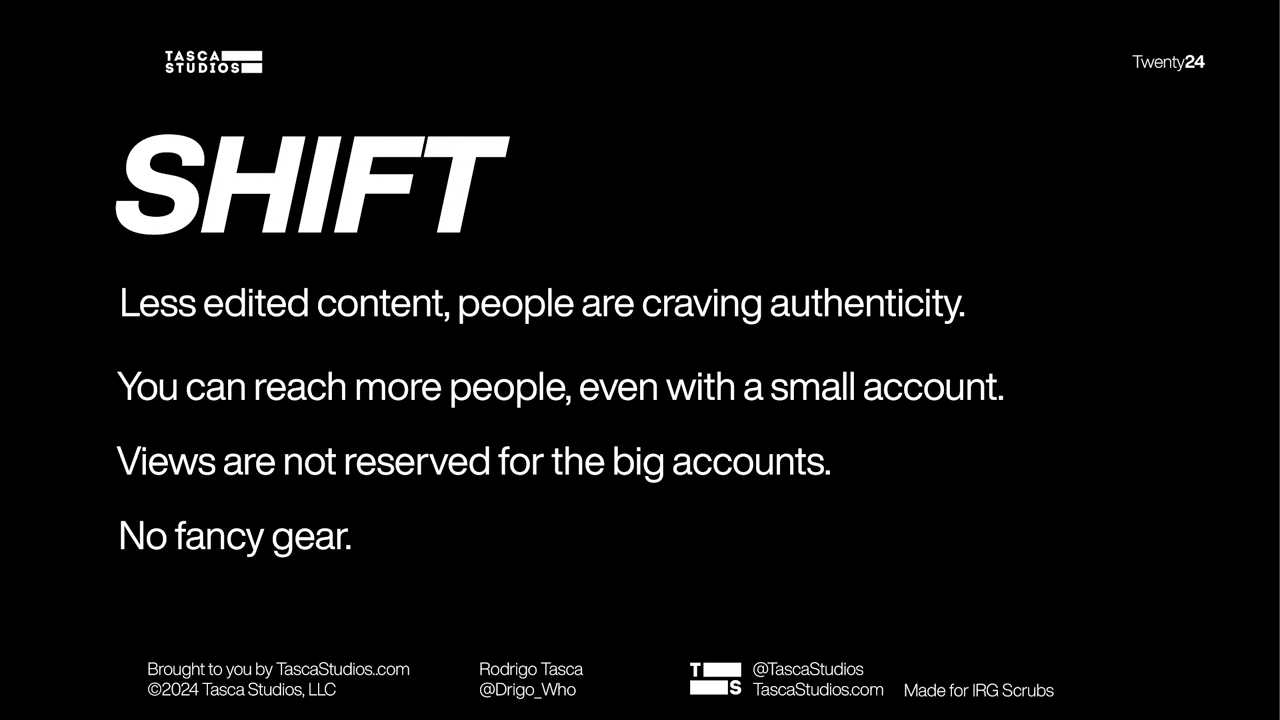 TASCA
STUDIOS
Twenty24
SHIFT
Less edited content, people are craving authenticity.
You can reach more people, even with a small account.
Views are not reserved for the big accounts.
No fancy gear.
Brought to you by TascaStudios..com
©2024 Tasca Studios, LLC
Rodrigo Tasca
@Drigo_Who
T
S
@TascaStudios
TascaStudios.com
Made for IRG Scrubs